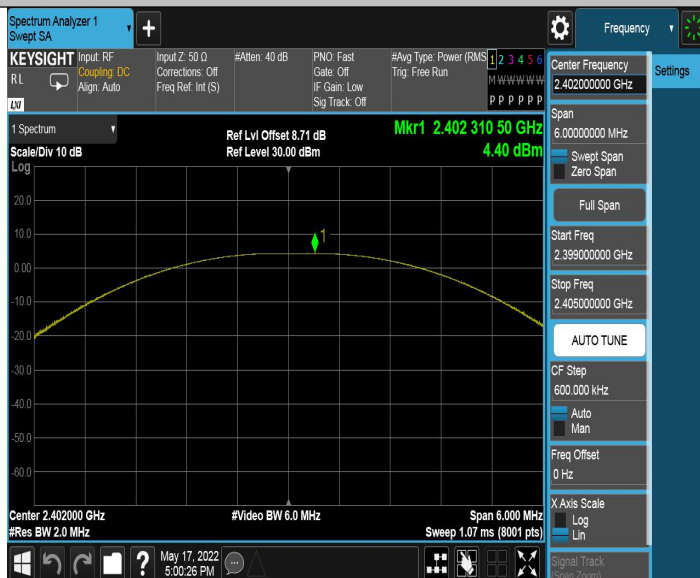 Spectrum Analyzer 1
Swept SA
+
Frequency
Settings
KEYSIGHT
RL
LXI
Input: RF
Coupling: DC
Align: Auto
Input Z: 50 Ω
Corrections: Off
Freq Ref: Int (S)
#Atten: 40 dB
PNO: Fast
Gate: Off
IF Gain: Low
Sig Track: Off
#Avg Type: Power (RMS
Trig: Free Run
1 2 3 4 5 6
M W W W W W
P P P P P P
1 Spectrum
Scale/Div 10 dB
Log
Ref Lvl Offset 8.71 dB
Ref Level 30.00 dBm
Mkr1 2.402 310 50 GHz
4.40 dBm
20.0
10.0
0.00
-10.0
-20.0
-30.0
-40.0
-50.0
-60.0
1
Center 2.402000 GHz
#Res BW 2.0 MHz
#Video BW 6.0 MHz
Span 6.000 MHz
Sweep 1.07 ms (8001 pts)
Center Frequency
2.402000000 GHz
Span
6.00000000 MHz
Swept Span
Zero Span
Full Span
Start Freq
2.399000000 GHz
Stop Freq
2.405000000 GHz
AUTO TUNE
CF Step
600.000 kHz
Auto
Man
Freq Offset
0 Hz
X Axis Scale
Log
Lin
Signal Track
(Span Zoom)
?
May 17, 2022
5:00:26 PM